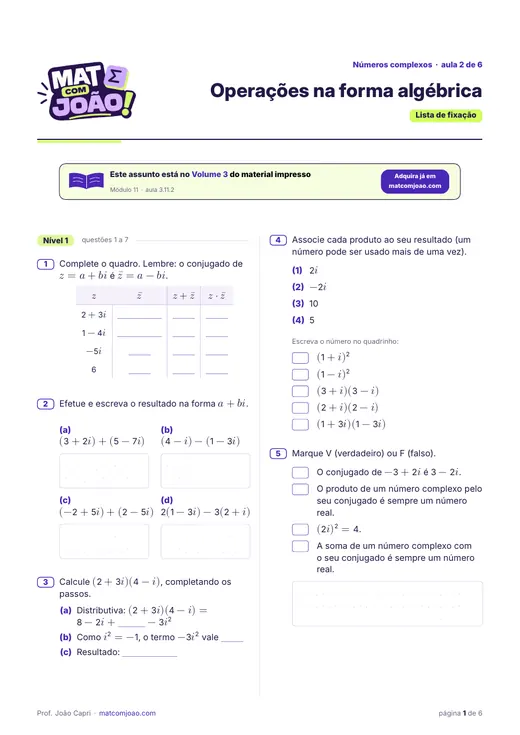 MAT Σ
COM
JOÃO!
Números complexos · aula 2 de 6
Operações na forma algébrica
Lista de fixação
Este assunto está no Volume 3 do material impresso
Módulo 11 · aula 3.11.2
Adquira já em
matcomjoao.com
Nível 1 questões 1 a 7
1 Complete o quadro. Lembre: o conjugado de
z = a + bi é z̄ = a − bi.
z z̄ z + z̄ z · z̄
2 + 3i
1 − 4i
−5i
6
2 Efetue e escreva o resultado na forma a + bi.
(a) (b)
(3 + 2i) + (5 − 7i) (4 − i) − (1 − 3i)
(c) (d)
(−2 + 5i) + (2 − 5i) 2(1 − 3i) − 3(2 + i)
3 Calcule (2 + 3i)(4 − i), completando os
passos.
(a) Distributiva: (2 + 3i)(4 − i) =
8 − 2i + _____ − 3i²
(b) Como i² = −1, o termo −3i² vale _____
(c) Resultado: _____
4 Associe cada produto ao seu resultado (um
número pode ser usado mais de uma vez).
(1) 2i
(2) −2i
(3) 10
(4) 5
Escreva o número no quadrinho:
(1 + i)²
(1 − i)²
(3 + i)(3 − i)
(2 + i)(2 − i)
(1 + 3i)(1 − 3i)
5 Marque V (verdadeiro) ou F (falso).
O conjugado de −3 + 2i é 3 − 2i.
O produto de um número complexo pelo
seu conjugado é sempre um número
real.
(2i)² = 4.
A soma de um número complexo com
o seu conjugado é sempre um número
real.
Prof. João Capri · matcomjoao.com
página 1 de 6